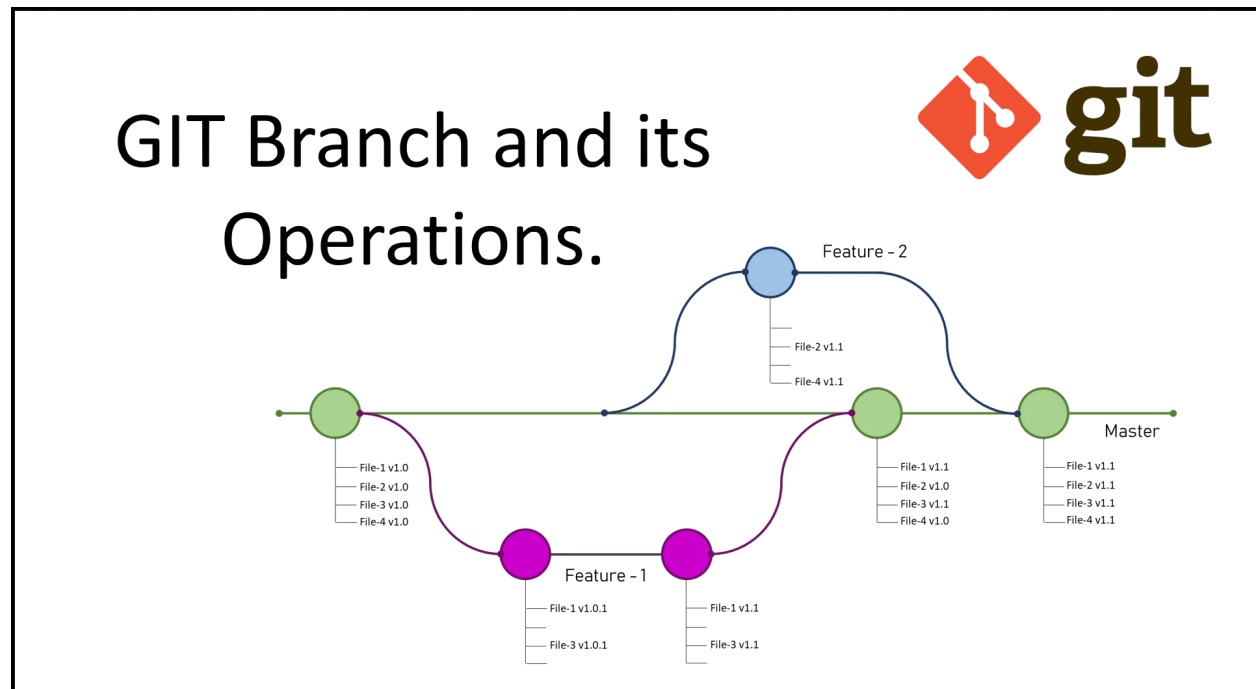 GIT Branch and its
Operations.
git
Feature - 2
File-2 v1.1
File-4 v1.1
Master
File-1 v1.0
File-2 v1.0
File-3 v1.0
File-4 v1.0
File-1 v1.1
File-2 v1.0
File-3 v1.1
File-4 v1.0
File-1 v1.1
File-2 v1.1
File-3 v1.1
File-4 v1.1
Feature - 1
File-1 v1.0.1
File-3 v1.0.1
File-1 v1.1
File-3 v1.1